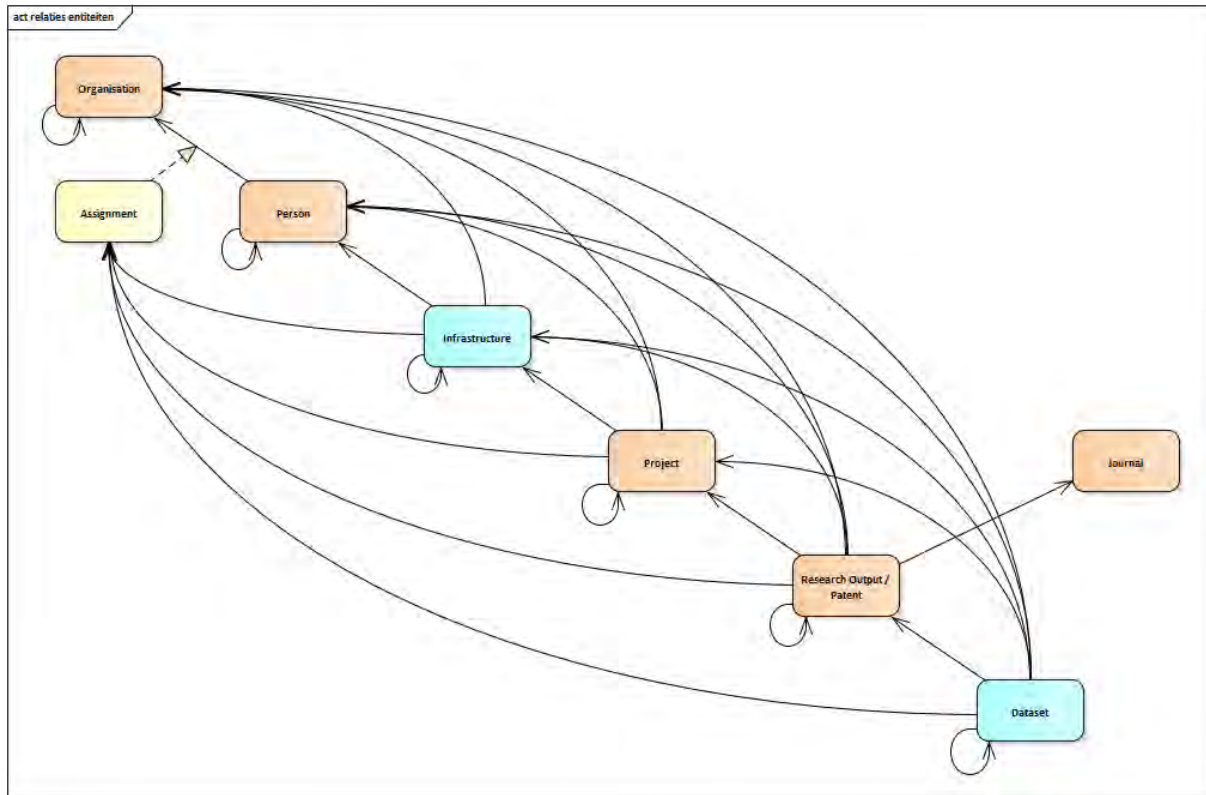 act relaties entiteiten
Organisation
Assignment
Person
Infrastructure
Project
Journal
Research Output /
Patent
Dataset